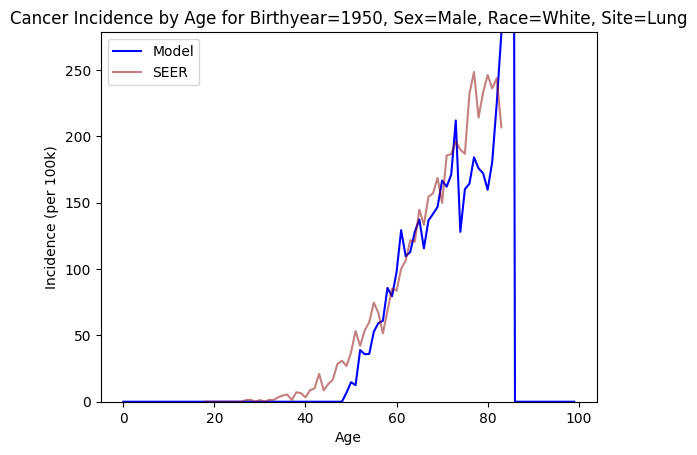 Cancer Incidence by Age for Birthyear=1950, Sex=Male, Race=White, Site=Lung
Model
SEER
250
200
150
100
50
0
Incidence (per 100k)
0 20 40 60 80 100
Age